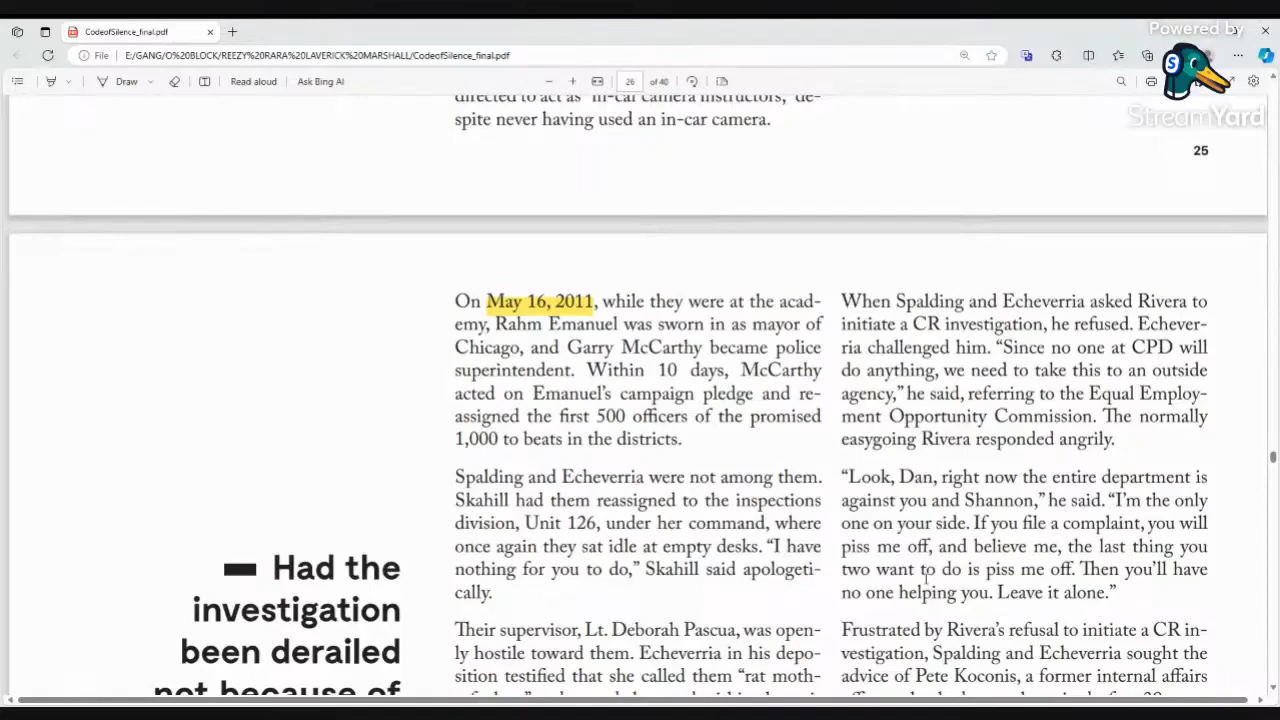 CodeofSilence_final.pdf
Powered by
File
E:/GANG/O%20BLOCK/REEZY%20RARA%20LAVERICK%20MARSHALL/CodeofSilence_final.pdf
Draw
Read aloud
Ask Bing AI
26
of 40
StreamYard
directed to act as "in-car camera instructors," de-
spite never having used an in-car camera.
25
On May 16, 2011, while they were at the acad-
emy, Rahm Emanuel was sworn in as mayor of
Chicago, and Garry McCarthy became police
superintendent. Within 10 days, McCarthy
acted on Emanuel's campaign pledge and re-
assigned the first 500 officers of the promised
1,000 to beats in the districts.
Spalding and Echeverria were not among them.
Skahill had them reassigned to the inspections
division, Unit 126, under her command, where
once again they sat idle at empty desks. "I have
nothing for you to do," Skahill said apologeti-
cally.
Their supervisor, Lt. Deborah Pascua, was open-
ly hostile toward them. Echeverria in his depo-
sition testified that she called them "rat moth-
When Spalding and Echeverria asked Rivera to
initiate a CR investigation, he refused. Echever-
ria challenged him. "Since no one at CPD will
do anything, we need to take this to an outside
agency," he said, referring to the Equal Employ-
ment Opportunity Commission. The normally
easygoing Rivera responded angrily.
"Look, Dan, right now the entire department is
against you and Shannon," he said. "I'm the only
one on your side. If you file a complaint, you will
piss me off, and believe me, the last thing you
two want to do is piss me off. Then you'll have
no one helping you. Leave it alone."
Frustrated by Rivera's refusal to initiate a CR in-
vestigation, Spalding and Echeverria sought the
advice of Pete Koconis, a former internal affairs
Had the
investigation
been derailed
not because of